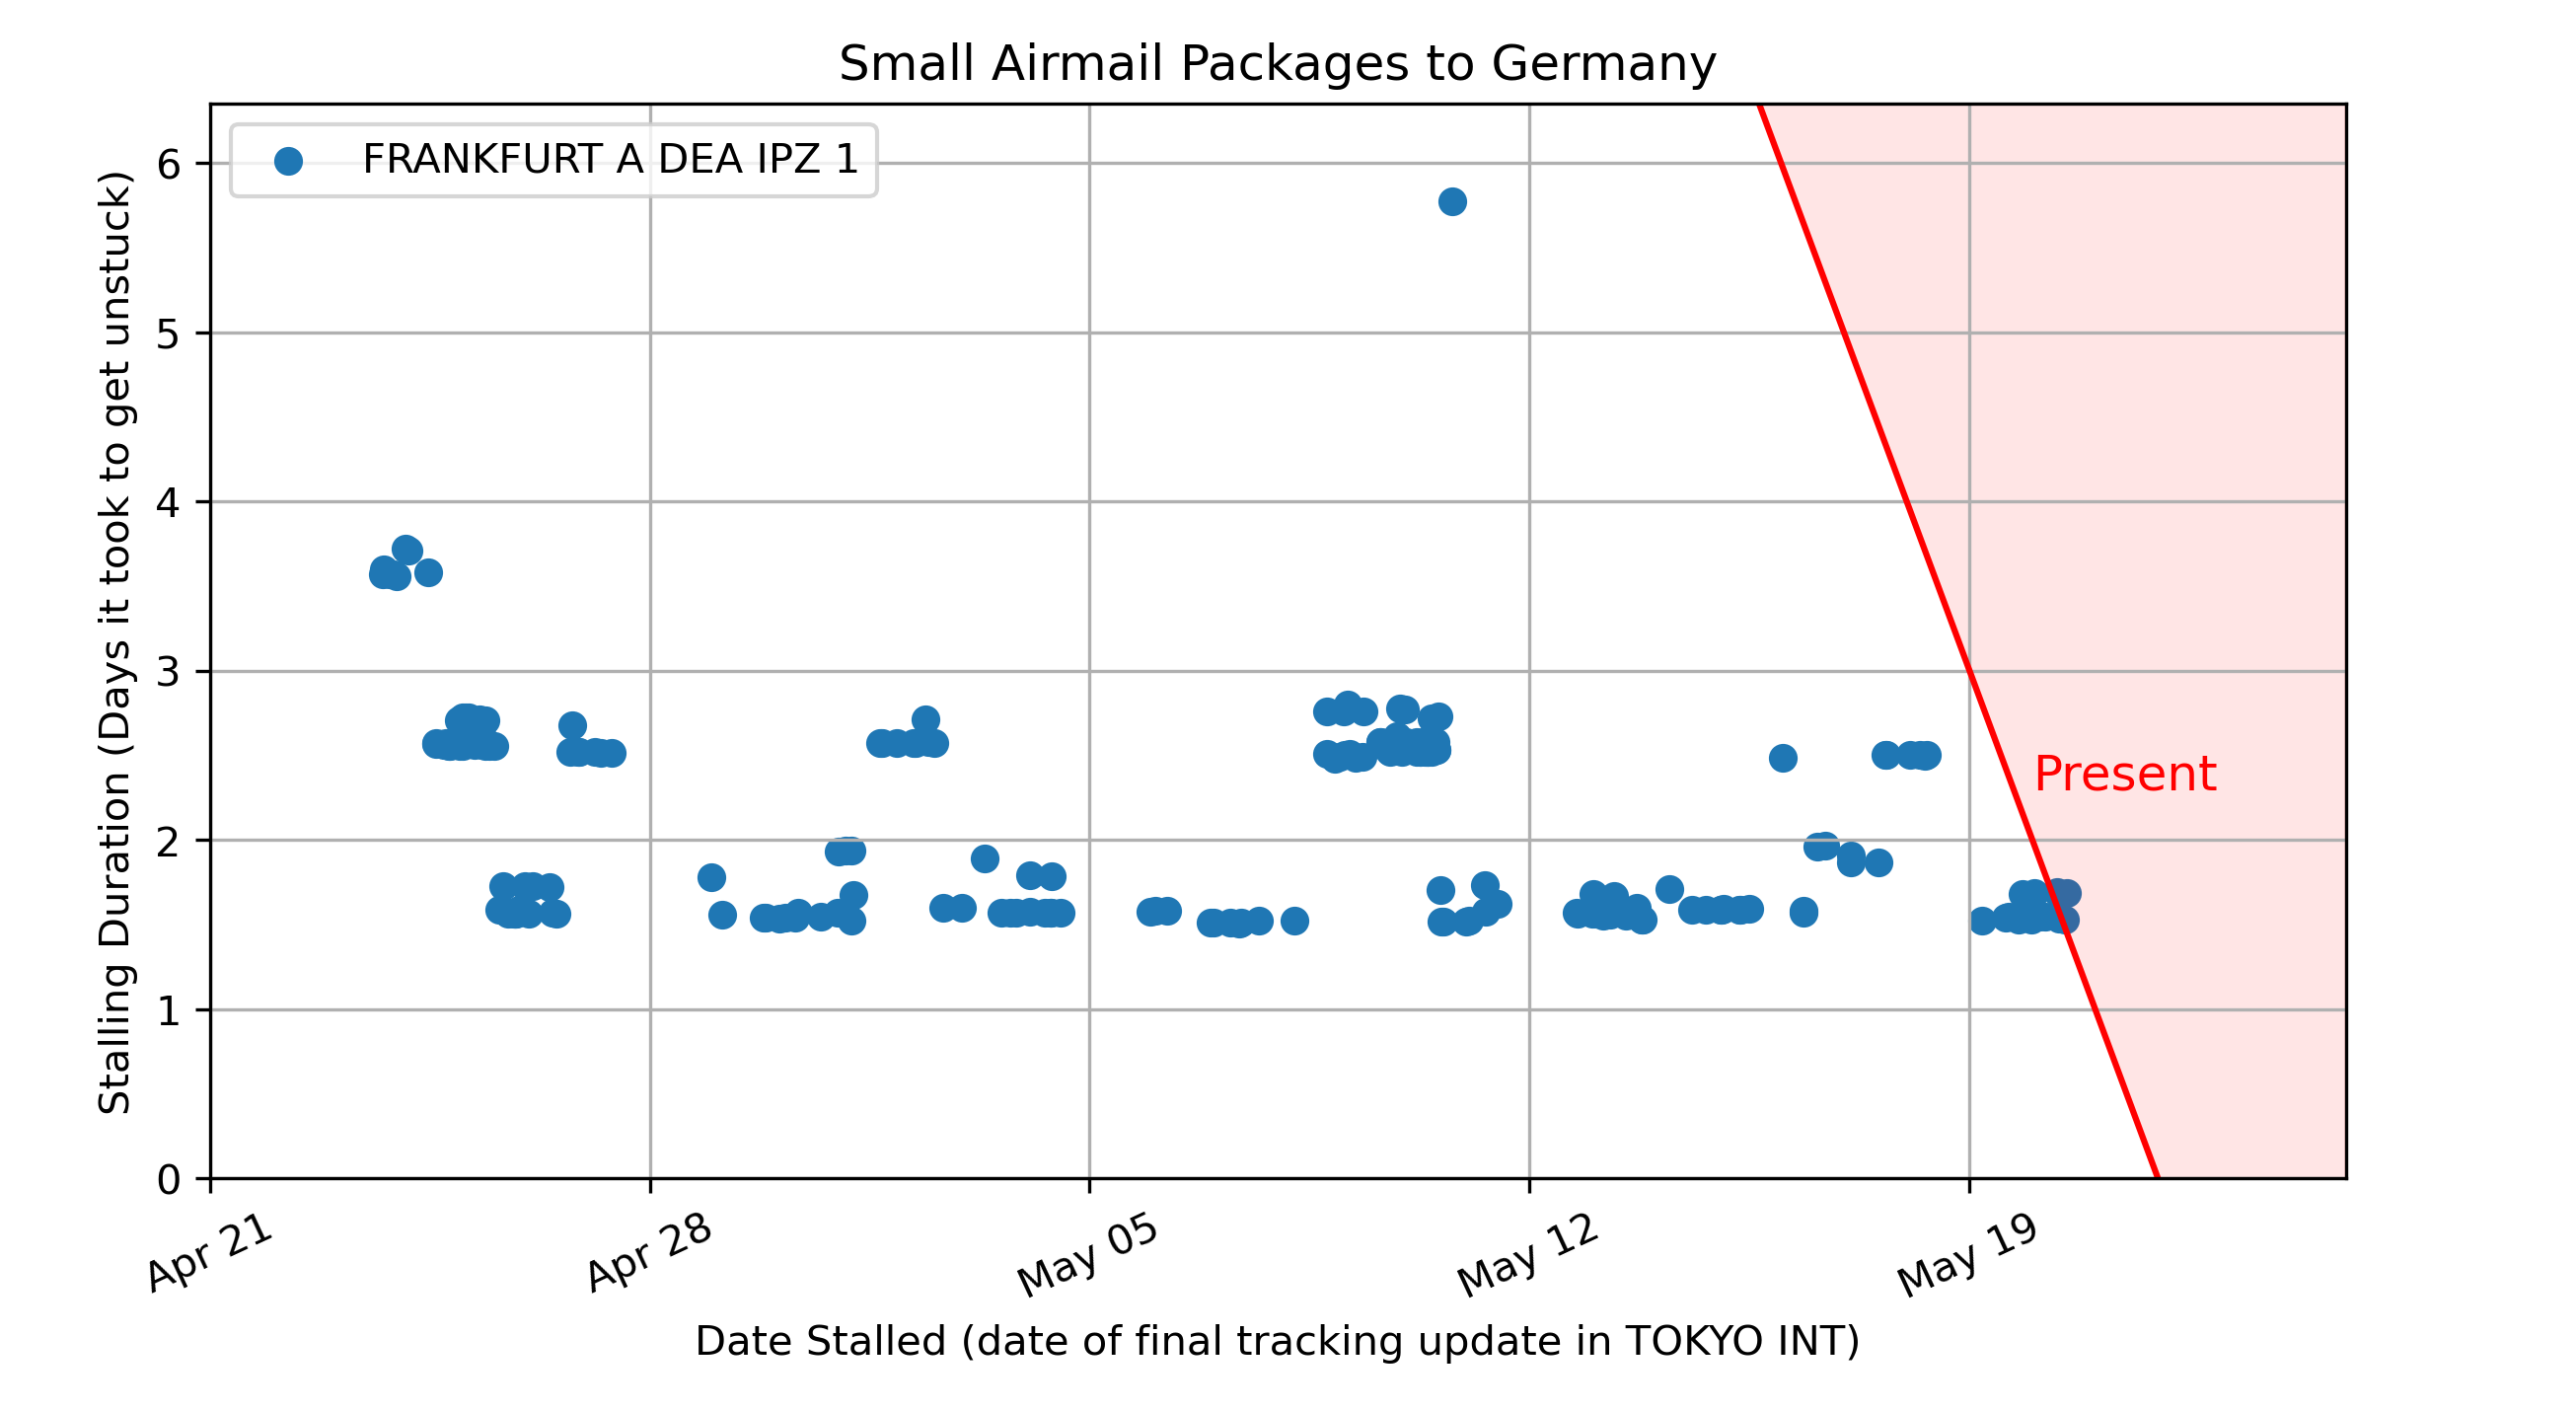 Small Airmail Packages to Germany
FRANKFURT A DEA IPZ 1
Stalling Duration (Days it took to get unstuck)
6
5
4
3
2
1
0
Present
Apr 21
Apr 28
May 05
May 12
May 19
Date Stalled (date of final tracking update in TOKYO INT)